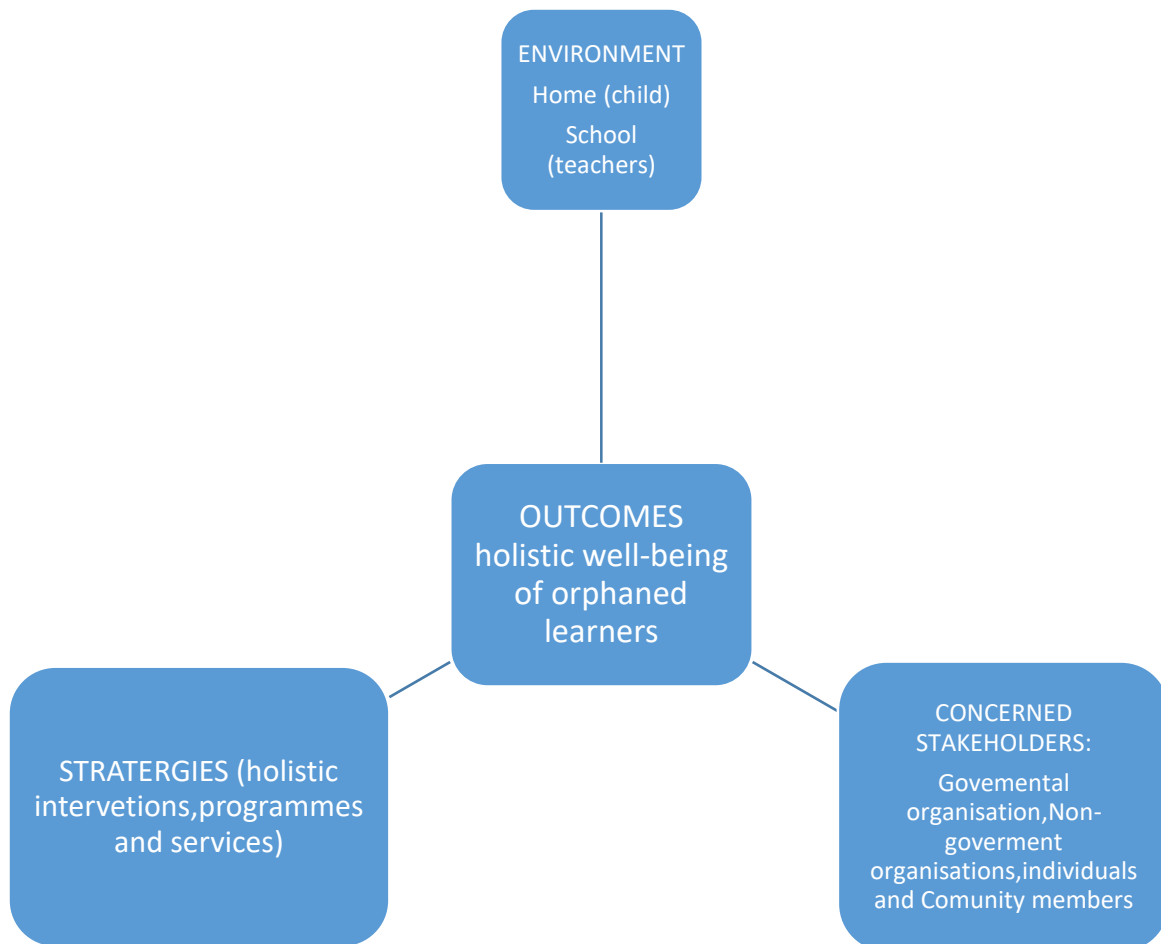 ENVIRONMENT
Home (child)
School
(teachers)
OUTCOMES
holistic well-being
of orphaned
learners
STRATERGIES (holistic
intervetions,programmes
and services)
CONCERNED
STAKEHOLDERS:
Govemental
organisation,Non-
goverment
organisations,individuals
and Comunity members